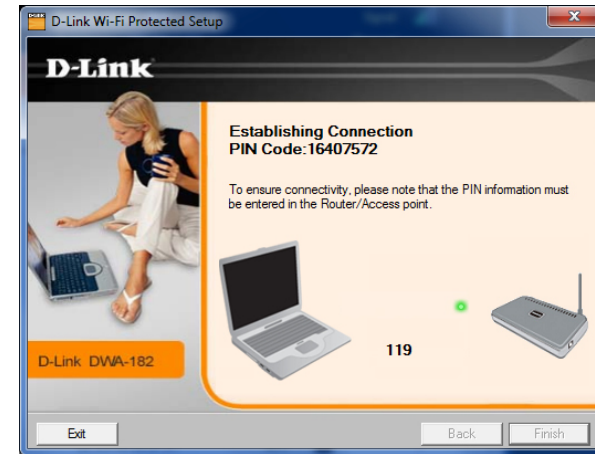 D-Link Wi-Fi Protected Setup
D-Link
Establishing Connection
PIN Code:16407572
To ensure connectivity, please note that the PIN information must
be entered in the Router/Access point.
119
D-Link DWA-182
Exit
Back
Finish